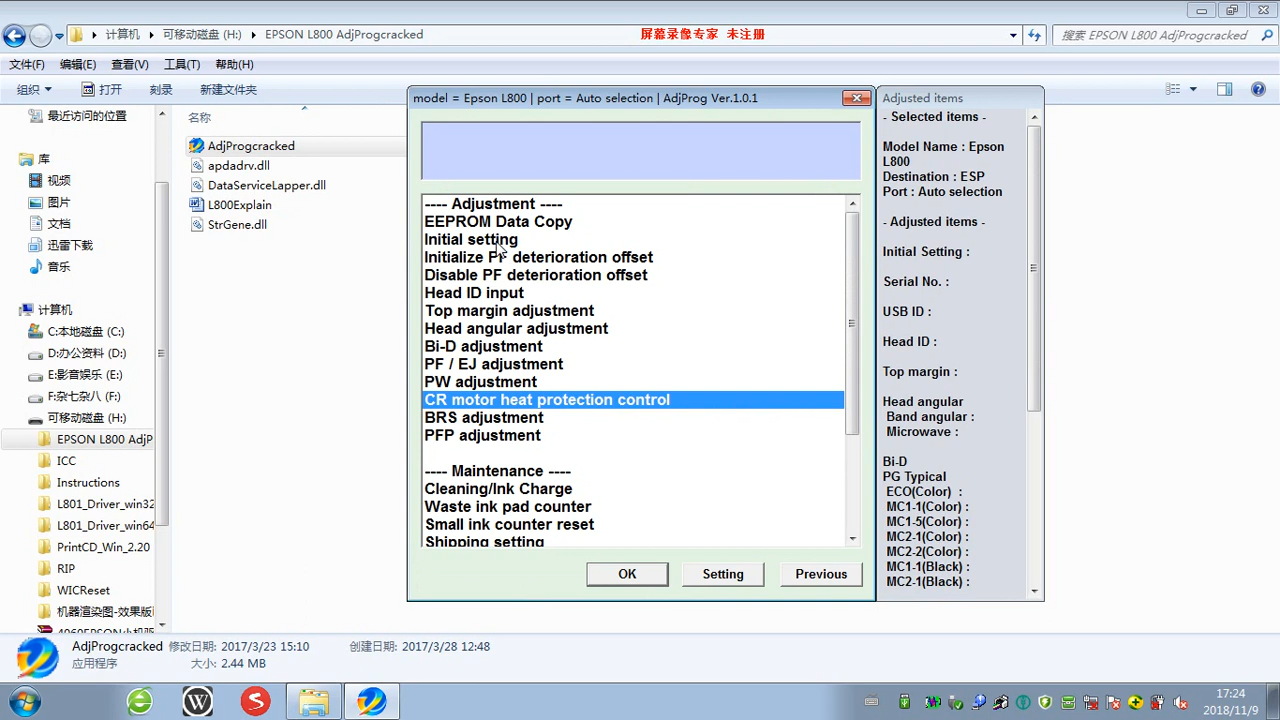 计算机 ▸ 可移动磁盘 (H:) ▸ EPSON L800 AdjProgcracked
屏幕录像专家 未注册
搜索 EPSON L800 AdjProgcracked
文件(F) 编辑(E) 查看(V) 工具(T) 帮助(H)
组织 打开 刻录 新建文件夹
最近访问的位置
库
视频
图片
文档
迅雷下载
音乐
计算机
C:本地磁盘 (C:)
D:办公资料 (D:)
E:影音娱乐 (E:)
F:杂七杂八 (F:)
可移动磁盘 (H:)
EPSON L800 AdjP
ICC
Instructions
L801_Driver_win32
L801_Driver_win64
PrintCD_Win_2.20
RIP
WICReset
机器渲染图-效果版
名称
AdjProgcracked
apdadrv.dll
DataServiceLapper.dll
L800Explain
StrGene.dll
model = Epson L800 | port = Auto selection | AdjProg Ver.1.0.1
---- Adjustment ----
EEPROM Data Copy
Initial setting
Initialize PF deterioration offset
Disable PF deterioration offset
Head ID input
Top margin adjustment
Head angular adjustment
Bi-D adjustment
PF / EJ adjustment
PW adjustment
CR motor heat protection control
BRS adjustment
PFP adjustment
---- Maintenance ----
Cleaning/Ink Charge
Waste ink pad counter
Small ink counter reset
Shipping setting
OK Setting Previous
Adjusted items
- Selected items -
Model Name : Epson
L800
Destination : ESP
Port : Auto selection
- Adjusted items -
Initial Setting :
Serial No. :
USB ID :
Head ID :
Top margin :
Head angular
Band angular :
Microwave :
Bi-D
PG Typical
ECO(Color) :
MC1-1(Color) :
MC1-5(Color) :
MC2-1(Color) :
MC2-2(Color) :
MC1-1(Black) :
MC2-1(Black) :
AdjProgcracked 修改日期: 2017/3/23 15:10 创建日期: 2017/3/28 12:48
应用程序 大小: 2.44 MB
17:24
2018/11/9